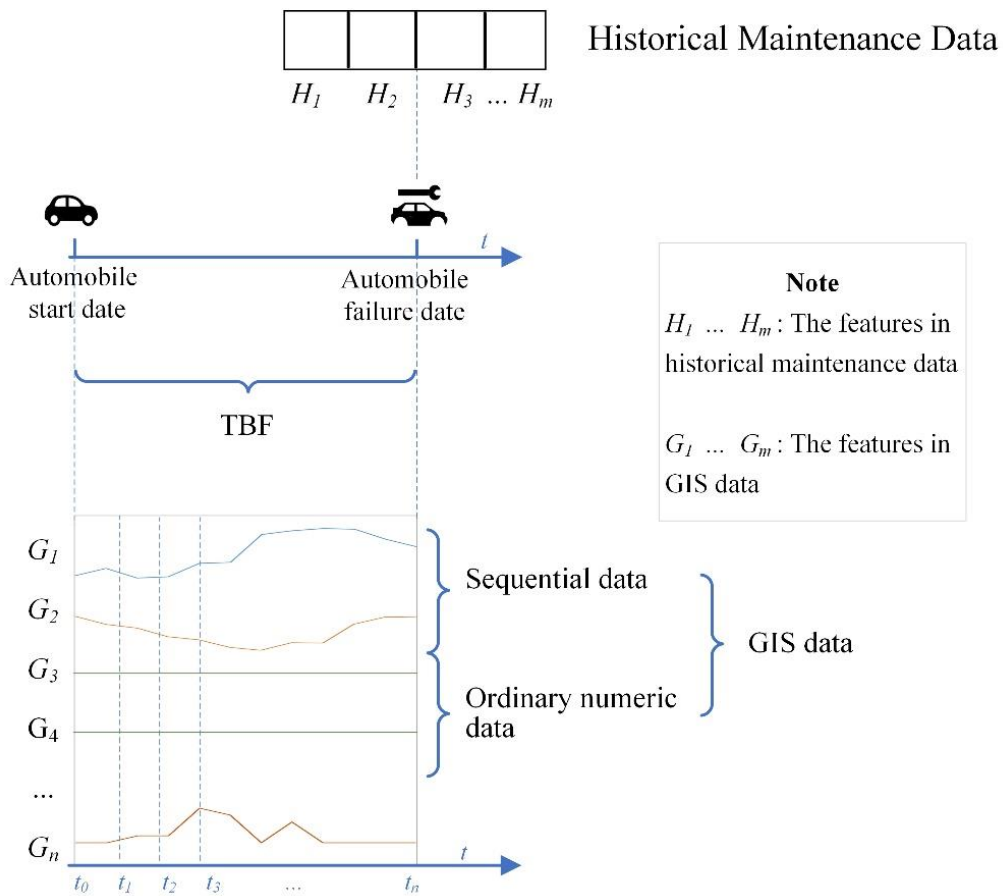 Historical Maintenance Data
H1 H2 H3 ... Hm
t
Automobile
start date
Automobile
failure date
TBF
Note
H1 ... Hm : The features in
historical maintenance data
G1 ... Gm : The features in
GIS data
G1
G2
G3
G4
...
Gn
Sequential data
Ordinary numeric
data
GIS data
t
t0 t1 t2 t3 ... tn